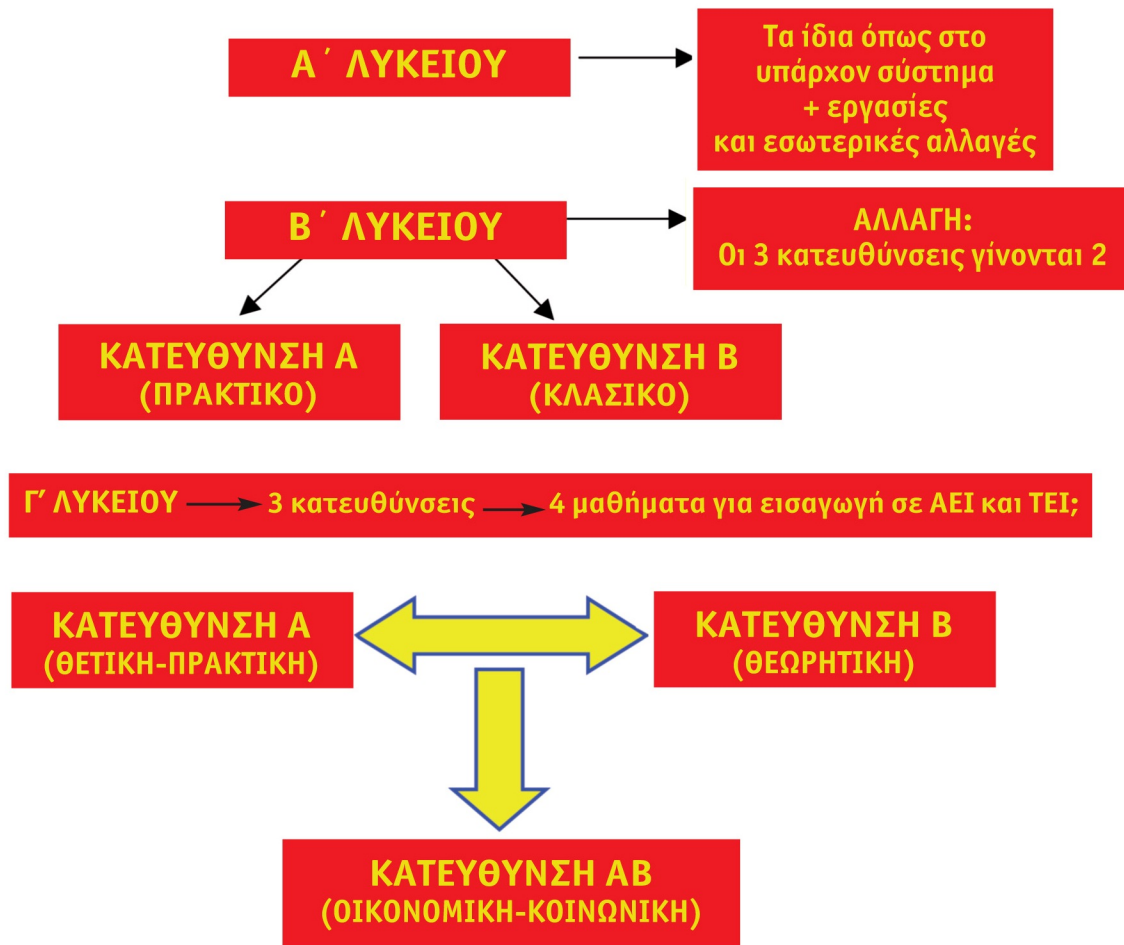 Α΄ ΛΥΚΕΙΟΥ
Τα ίδια όπως στο
υπάρχον σύστημα
+ εργασίες
και εσωτερικές αλλαγές
Β΄ ΛΥΚΕΙΟΥ
ΑΛΛΑΓΗ:
Οι 3 κατευθύνσεις γίνονται 2
ΚΑΤΕΥΘΥΝΣΗ Α
(ΠΡΑΚΤΙΚΟ)
ΚΑΤΕΥΘΥΝΣΗ Β
(ΚΛΑΣΙΚΟ)
Γ' ΛΥΚΕΙΟΥ → 3 κατευθύνσεις → 4 μαθήματα για εισαγωγή σε ΑΕΙ και ΤΕΙ;
ΚΑΤΕΥΘΥΝΣΗ Α
(ΘΕΤΙΚΗ-ΠΡΑΚΤΙΚΗ)
ΚΑΤΕΥΘΥΝΣΗ Β
(ΘΕΩΡΗΤΙΚΗ)
ΚΑΤΕΥΘΥΝΣΗ ΑΒ
(ΟΙΚΟΝΟΜΙΚΗ-ΚΟΙΝΩΝΙΚΗ)